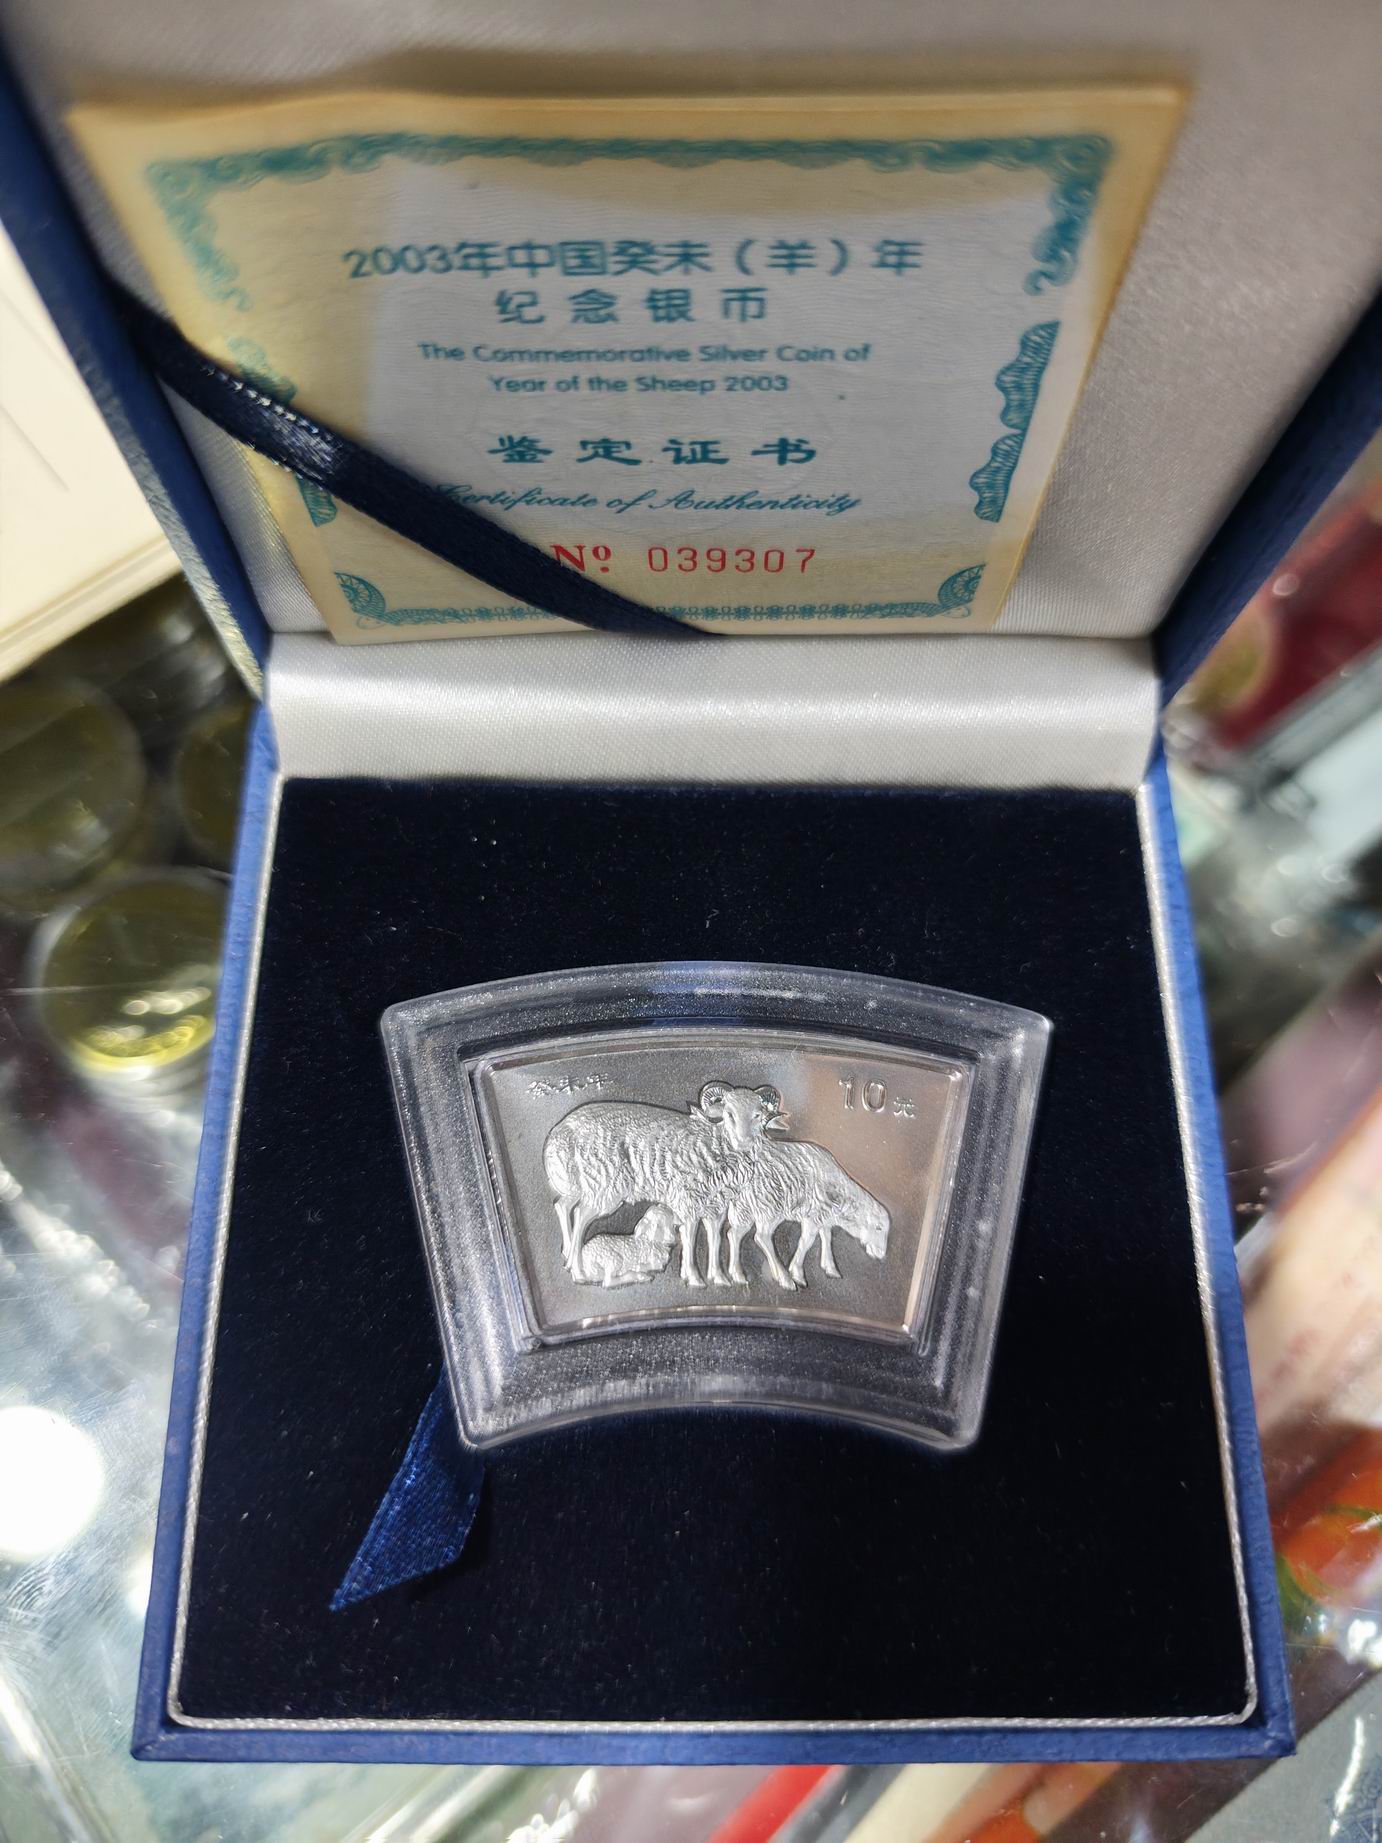 2003年中国癸未（羊）年
纪念银币
The Commemorative Silver Coin of
Year of the Sheep 2003
鉴定证书
Certificate of Authenticity
Nº 039307
癸未年
10元